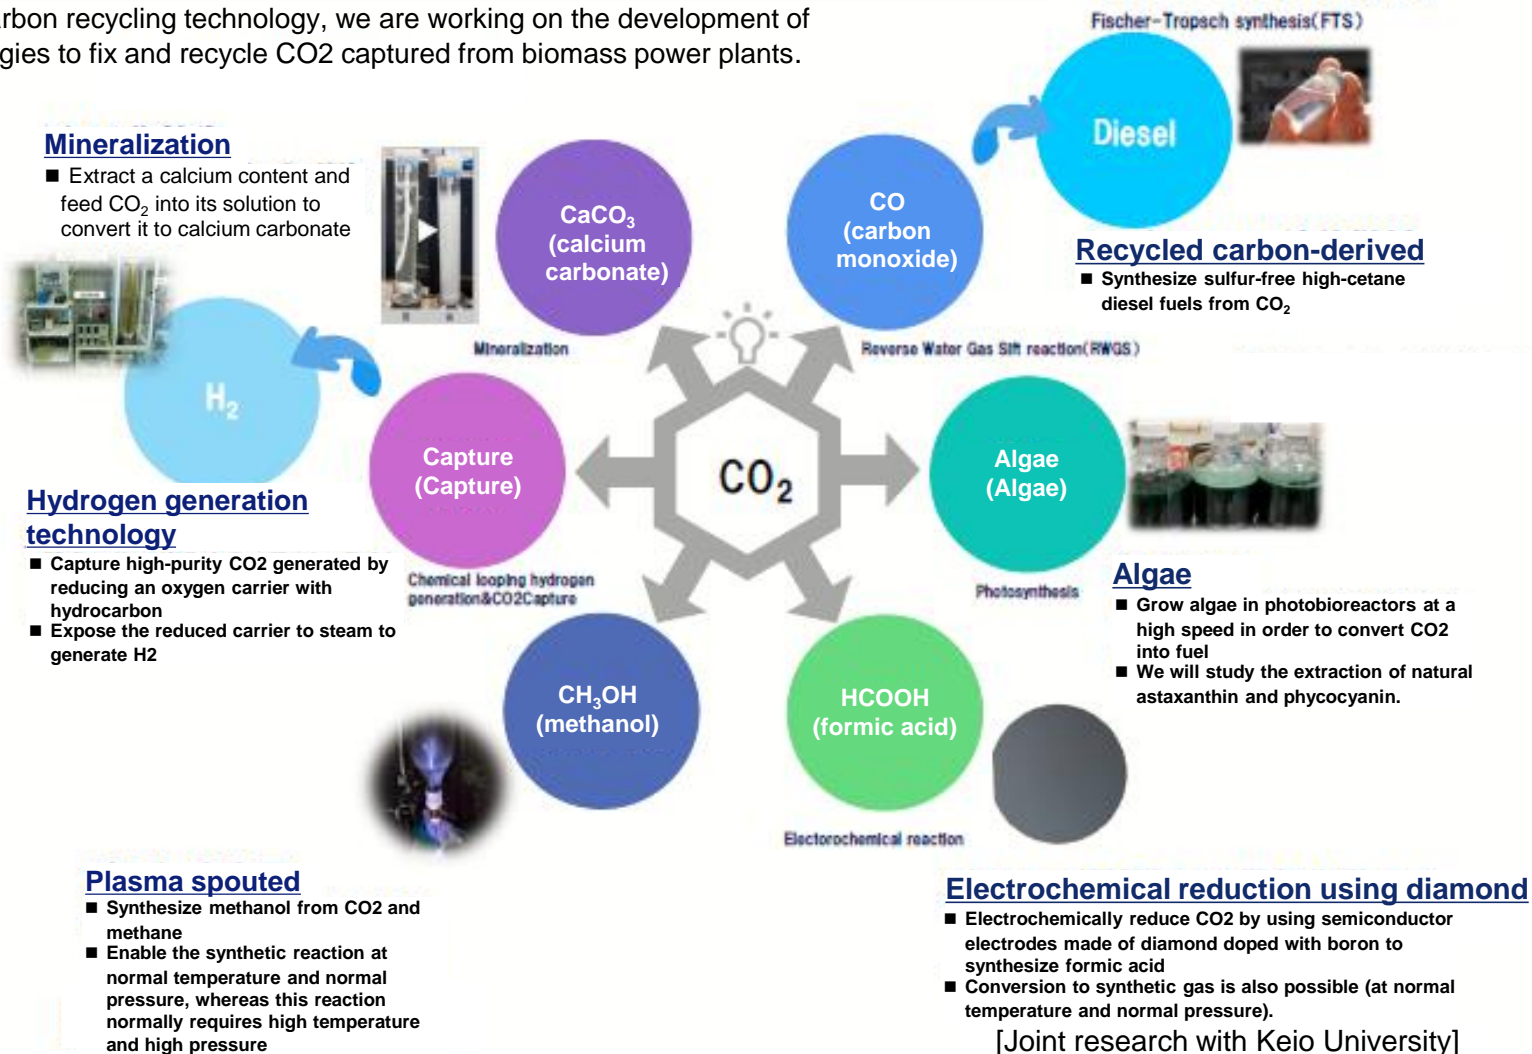 arbon recycling technology, we are working on the development of
gies to fix and recycle CO2 captured from biomass power plants.
Fischer-Tropsch synthesis(FTS)
Diesel
Mineralization
■ Extract a calcium content and
feed CO₂ into its solution to
convert it to calcium carbonate
CaCO₃
(calcium
carbonate)
Mineralization
CO
(carbon
monoxide)
Reverse Water Gas Sift reaction(RWGS)
Recycled carbon-derived
■ Synthesize sulfur-free high-cetane
diesel fuels from CO₂
H₂
Capture
(Capture)
CO₂
Algae
(Algae)
Hydrogen generation
technology
■ Capture high-purity CO2 generated by
reducing an oxygen carrier with
hydrocarbon
■ Expose the reduced carrier to steam to
generate H2
Chemical looping hydrogen
generation&CO2Capture
Photosynthesis
Algae
■ Grow algae in photobioreactors at a
high speed in order to convert CO2
into fuel
■ We will study the extraction of natural
astaxanthin and phycocyanin.
CH₃OH
(methanol)
HCOOH
(formic acid)
Electorochemical reaction
Plasma spouted
■ Synthesize methanol from CO2 and
methane
■ Enable the synthetic reaction at
normal temperature and normal
pressure, whereas this reaction
normally requires high temperature
and high pressure
Electrochemical reduction using diamond
■ Electrochemically reduce CO2 by using semiconductor
electrodes made of diamond doped with boron to
synthesize formic acid
■ Conversion to synthetic gas is also possible (at normal
temperature and normal pressure).
[Joint research with Keio University]